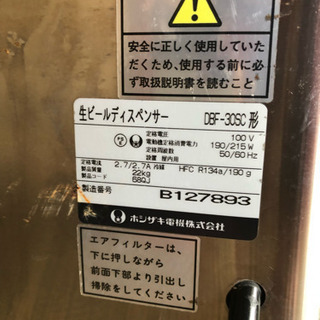 安全に正しく使用していた
だくため、使用する前に必
ず取扱説明書を読むこと
生ビールディスペンサー DBF-30SC 形
定格電圧 100 V
電動機定格消費電力 190/215 W
定格周波数 50/60 Hz
設置 屋内用
定格電流 2.7/2.7A 冷媒 HFC R134a/190 g
製品質量 22kg
製品コード 68QJ
製造番号 B127893
ホシザキ電機株式会社
エアフィルターは、
下に押しながら
前面下部より引出し
掃除をしてください